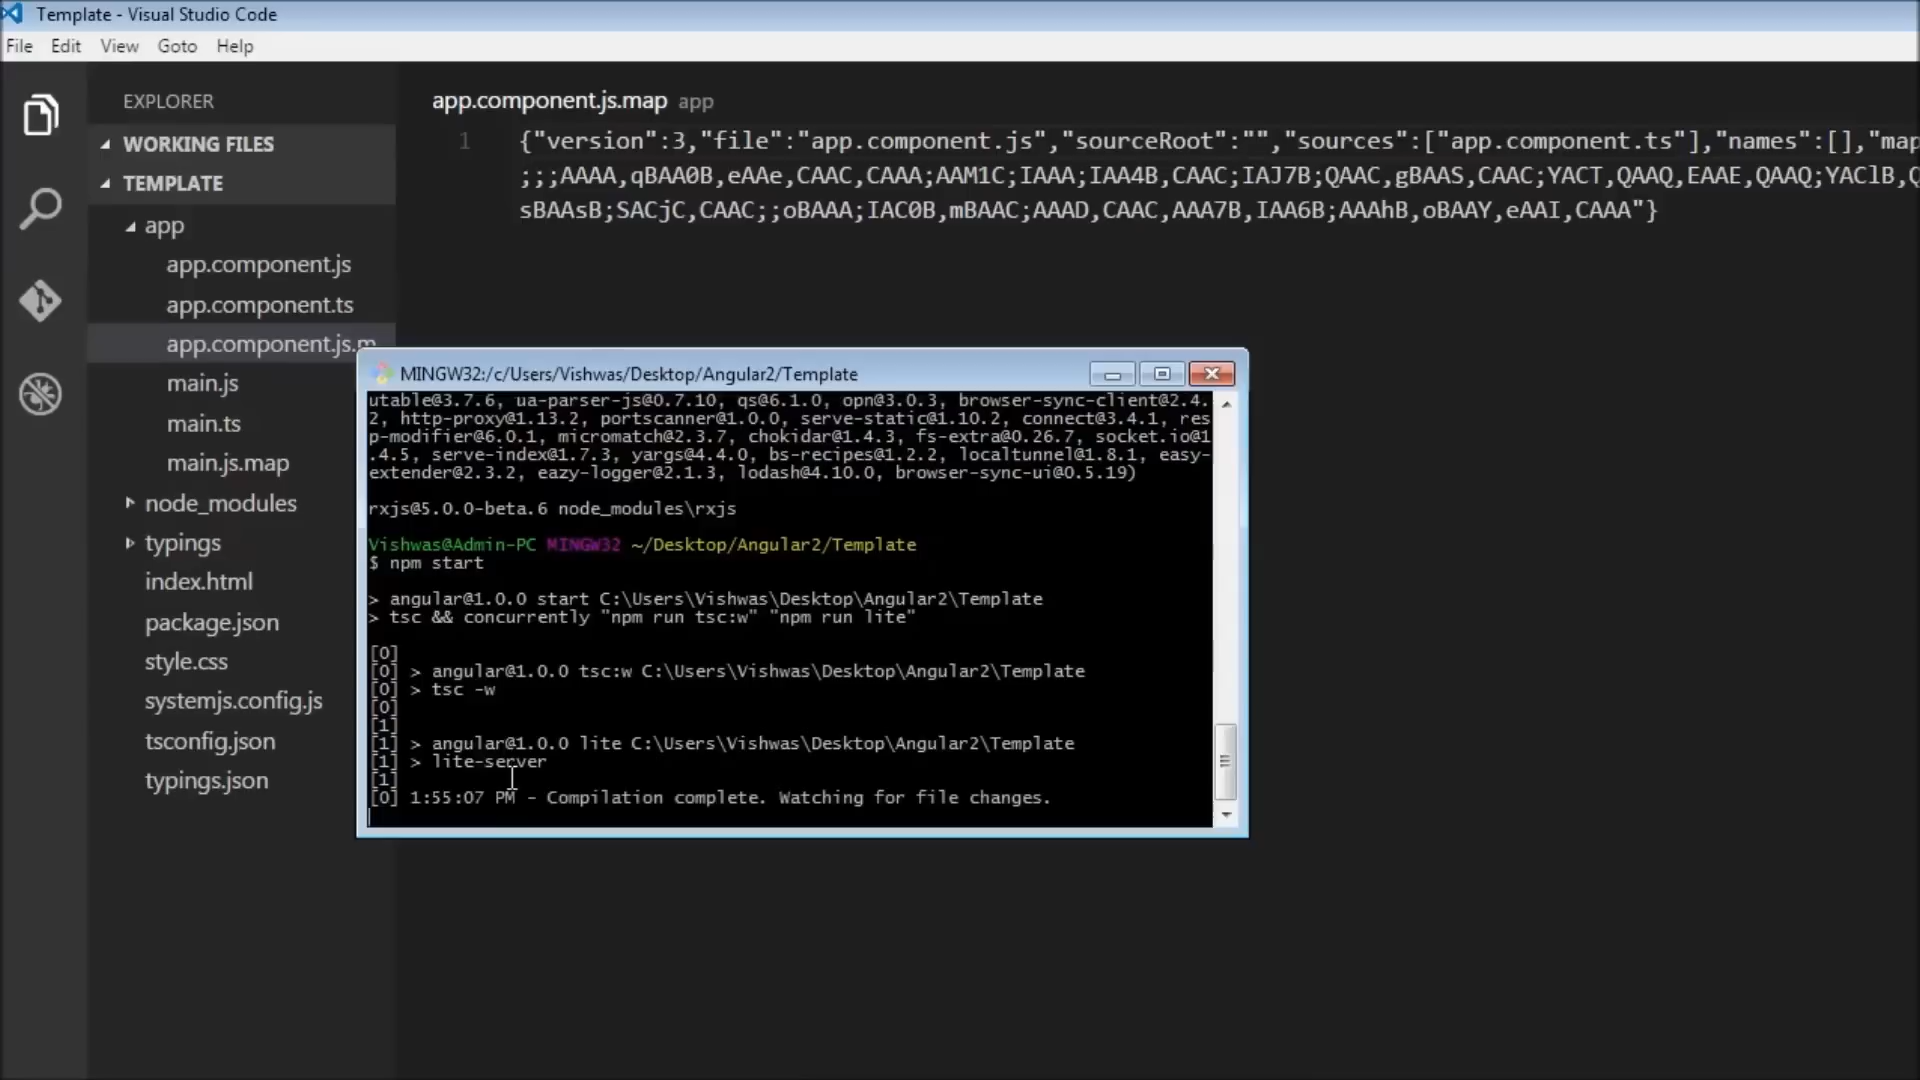 Template - Visual Studio Code
File Edit View Goto Help
EXPLORER
WORKING FILES
TEMPLATE
app
app.component.js
app.component.ts
app.component.js.m
main.js
main.ts
main.js.map
node_modules
typings
index.html
package.json
style.css
systemjs.config.js
tsconfig.json
typings.json
app.component.js.map app
1 {"version":3,"file":"app.component.js","sourceRoot":"","sources":["app.component.ts"],"names":[],"map
;;;AAAA,qBAA0B,eAAe,CAAC,CAAA;AAM1C;IAAA;IAA4B,CAAC;IAJ7B;QAAC,gBAAS,CAAC;YACT,QAAQ,EAAE,QAAQ;YAClB,Q
sBAAsB;SACjC,CAAC;;oBAAA;IAC0B,mBAAC;AAAD,CAAC,AAA7B,IAA6B;AAAhB,oBAAY,eAAI,CAAA"}
MINGW32:/c/Users/Vishwas/Desktop/Angular2/Template
utable@3.7.6, ua-parser-js@0.7.10, qs@6.1.0, opn@3.0.3, browser-sync-client@2.4.
2, http-proxy@1.13.2, portscanner@1.0.0, serve-static@1.10.2, connect@3.4.1, res
p-modifier@6.0.1, micromatch@2.3.7, chokidar@1.4.3, fs-extra@0.26.7, socket.io@1
.4.5, serve-index@1.7.3, yargs@4.4.0, bs-recipes@1.2.2, localtunnel@1.8.1, easy-
extender@2.3.2, eazy-logger@2.1.3, lodash@4.10.0, browser-sync-ui@0.5.19)
rxjs@5.0.0-beta.6 node_modules\rxjs
Vishwas@Admin-PC MINGW32 ~/Desktop/Angular2/Template
$ npm start
> angular@1.0.0 start C:\Users\Vishwas\Desktop\Angular2\Template
> tsc && concurrently "npm run tsc:w" "npm run lite"
[0]
[0] > angular@1.0.0 tsc:w C:\Users\Vishwas\Desktop\Angular2\Template
[0] > tsc -w
[0]
[1]
[1] > angular@1.0.0 lite C:\Users\Vishwas\Desktop\Angular2\Template
[1] > lite-server
[1]
[0] 1:55:07 PM - Compilation complete. Watching for file changes.